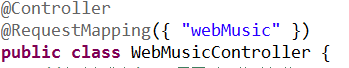 @Controller
@RequestMapping({ "webMusic" })
public class WebMusicController {